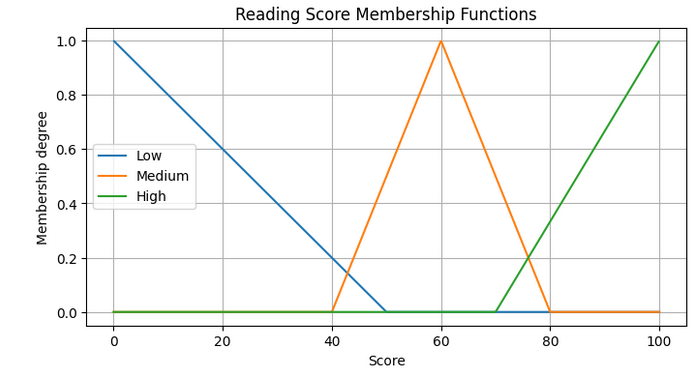 Reading Score Membership Functions
Membership degree
1.0
0.8
0.6
0.4
0.2
0.0
Low
Medium
High
0 20 40 60 80 100
Score